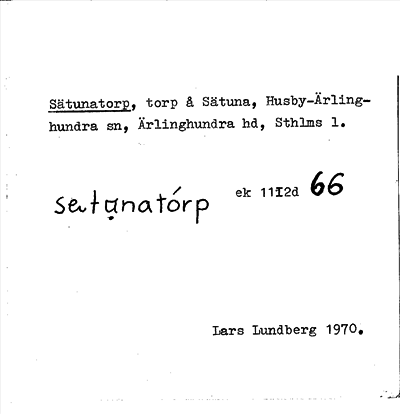 Sätunatorp, torp å Sätuna, Husby-Ärling-
hundra sn, Ärlinghundra hd, Sthlms l.
ek 11I2d 66
Lars Lundberg 1970.